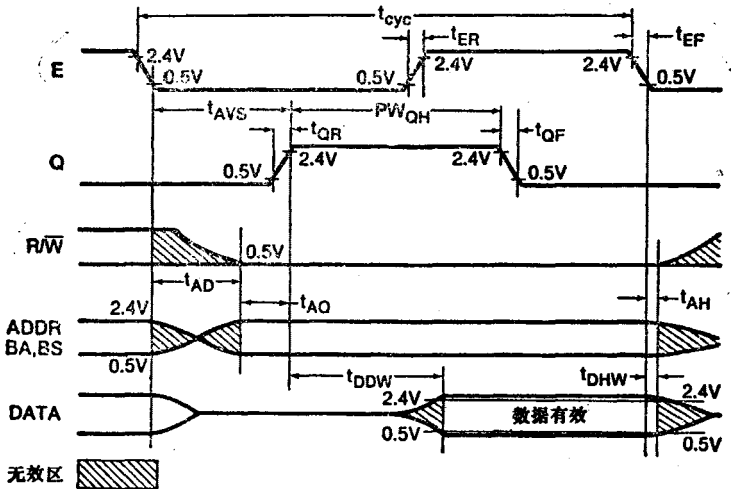 tcyc
tER
tEF
E
2.4V
0.5V
0.5V
2.4V
2.4V
0.5V
tAVS
PWQH
tQR
tQF
Q
0.5V
2.4V
2.4V
0.5V
R/W̅
0.5V
tAD
tAQ
tAH
2.4V
ADDR
BA,BS
0.5V
tDDW
tDHW
DATA
2.4V
0.5V
数据有效
2.4V
0.5V
无效区